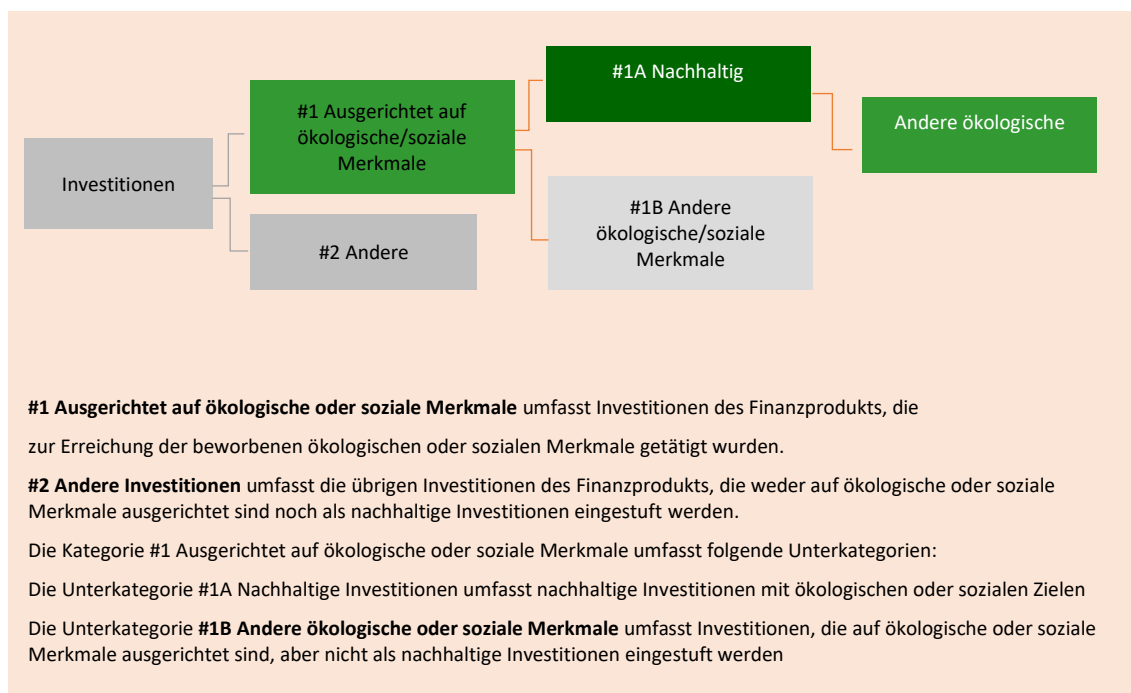 #1A Nachhaltig
#1 Ausgerichtet auf
ökologische/soziale
Merkmale
Andere ökologische
Investitionen
#1B Andere
ökologische/soziale
Merkmale
#2 Andere
#1 Ausgerichtet auf ökologische oder soziale Merkmale umfasst Investitionen des Finanzprodukts, die
zur Erreichung der beworbenen ökologischen oder sozialen Merkmale getätigt wurden.
#2 Andere Investitionen umfasst die übrigen Investitionen des Finanzprodukts, die weder auf ökologische oder soziale
Merkmale ausgerichtet sind noch als nachhaltige Investitionen eingestuft werden.
Die Kategorie #1 Ausgerichtet auf ökologische oder soziale Merkmale umfasst folgende Unterkategorien:
Die Unterkategorie #1A Nachhaltige Investitionen umfasst nachhaltige Investitionen mit ökologischen oder sozialen Zielen
Die Unterkategorie #1B Andere ökologische oder soziale Merkmale umfasst Investitionen, die auf ökologische oder soziale
Merkmale ausgerichtet sind, aber nicht als nachhaltige Investitionen eingestuft werden